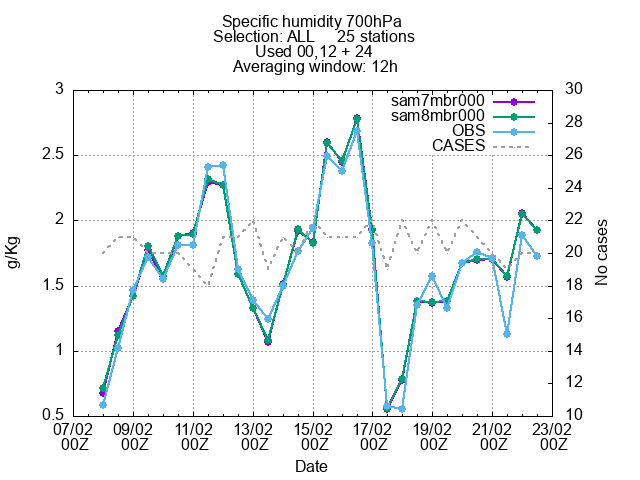 Specific humidity 700hPa
Selection: ALL 25 stations
Used 00,12 + 24
Averaging window: 12h
3 30
sam7mbr000
sam8mbr000 28
OBS
2.5 CASES 26
24
2 22
g/Kg No cases
20
1.5 18
16
1 14
12
0.5 10
07/02 09/02 11/02 13/02 15/02 17/02 19/02 21/02 23/02
00Z 00Z 00Z 00Z 00Z 00Z 00Z 00Z 00Z
Date